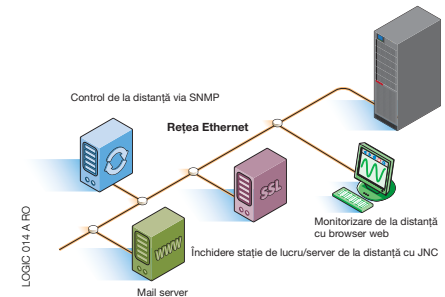 Control de la distanță via SNMP
Rețea Ethernet
SSL
Monitorizare de la distanță
cu browser web
WWW
Închidere stație de lucru/server de la distanță cu JNC
Mail server
LOGIC 014 A RO